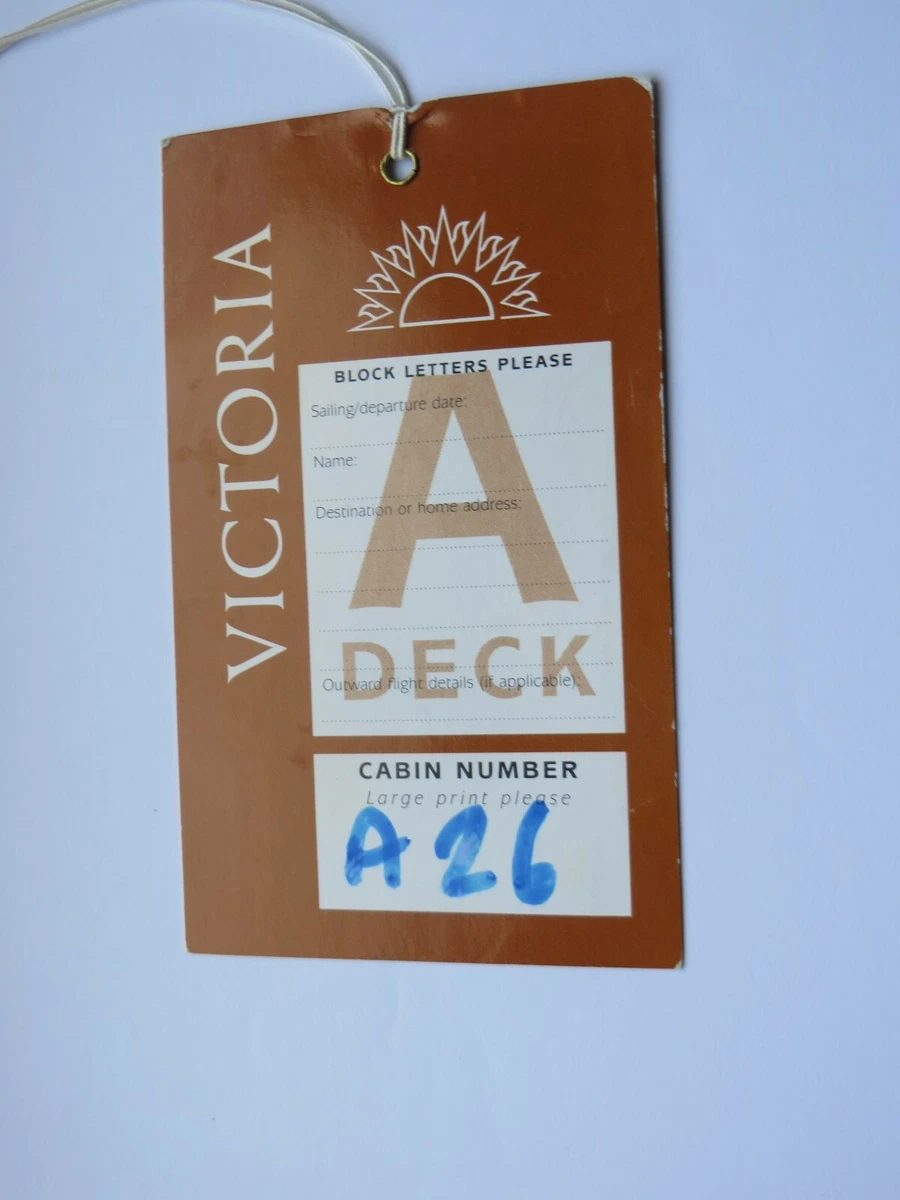 VICTORIA
BLOCK LETTERS PLEASE
Sailing/departure date:
Name:
Destination or home address:
A
DECK
Outward flight details (if applicable):
CABIN NUMBER
Large print please
A 26